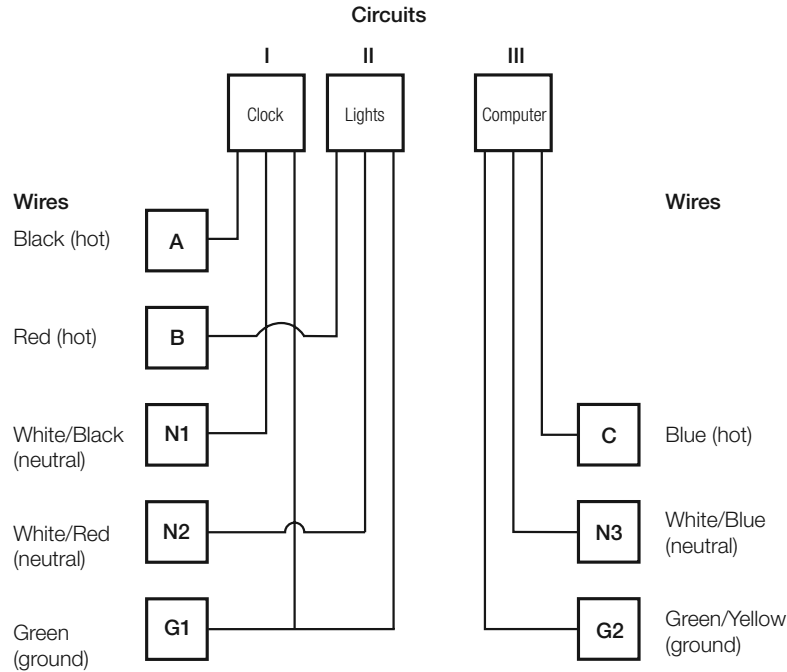 Circuits
I
II
III
Clock
Lights
Computer
Wires
Wires
Black (hot)
A
Red (hot)
B
White/Black
(neutral)
N1
C
Blue (hot)
White/Red
(neutral)
N2
N3
White/Blue
(neutral)
Green
(ground)
G1
G2
Green/Yellow
(ground)